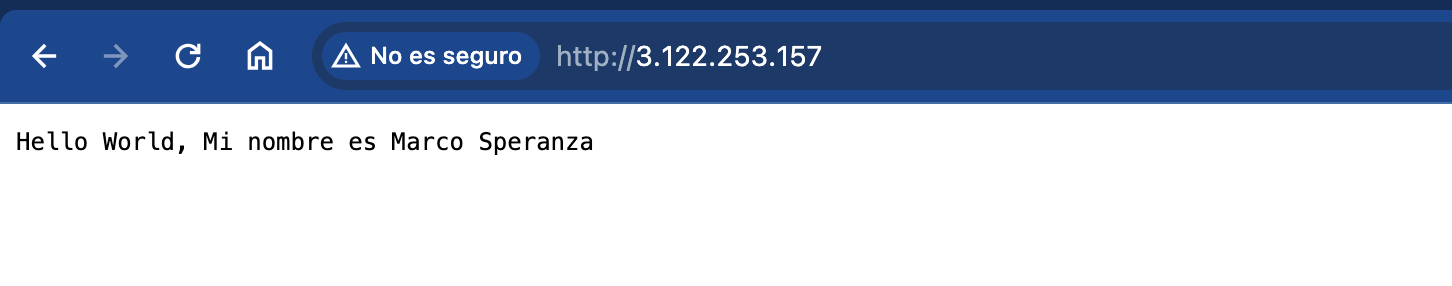 No es seguro http://3.122.253.157
Hello World, Mi nombre es Marco Speranza